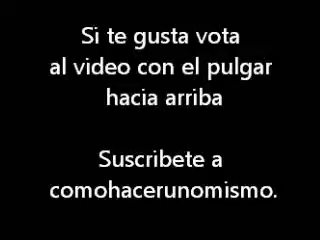 Si te gusta vota
al video con el pulgar
hacia arriba
Suscribete a
comohacerunomismo.